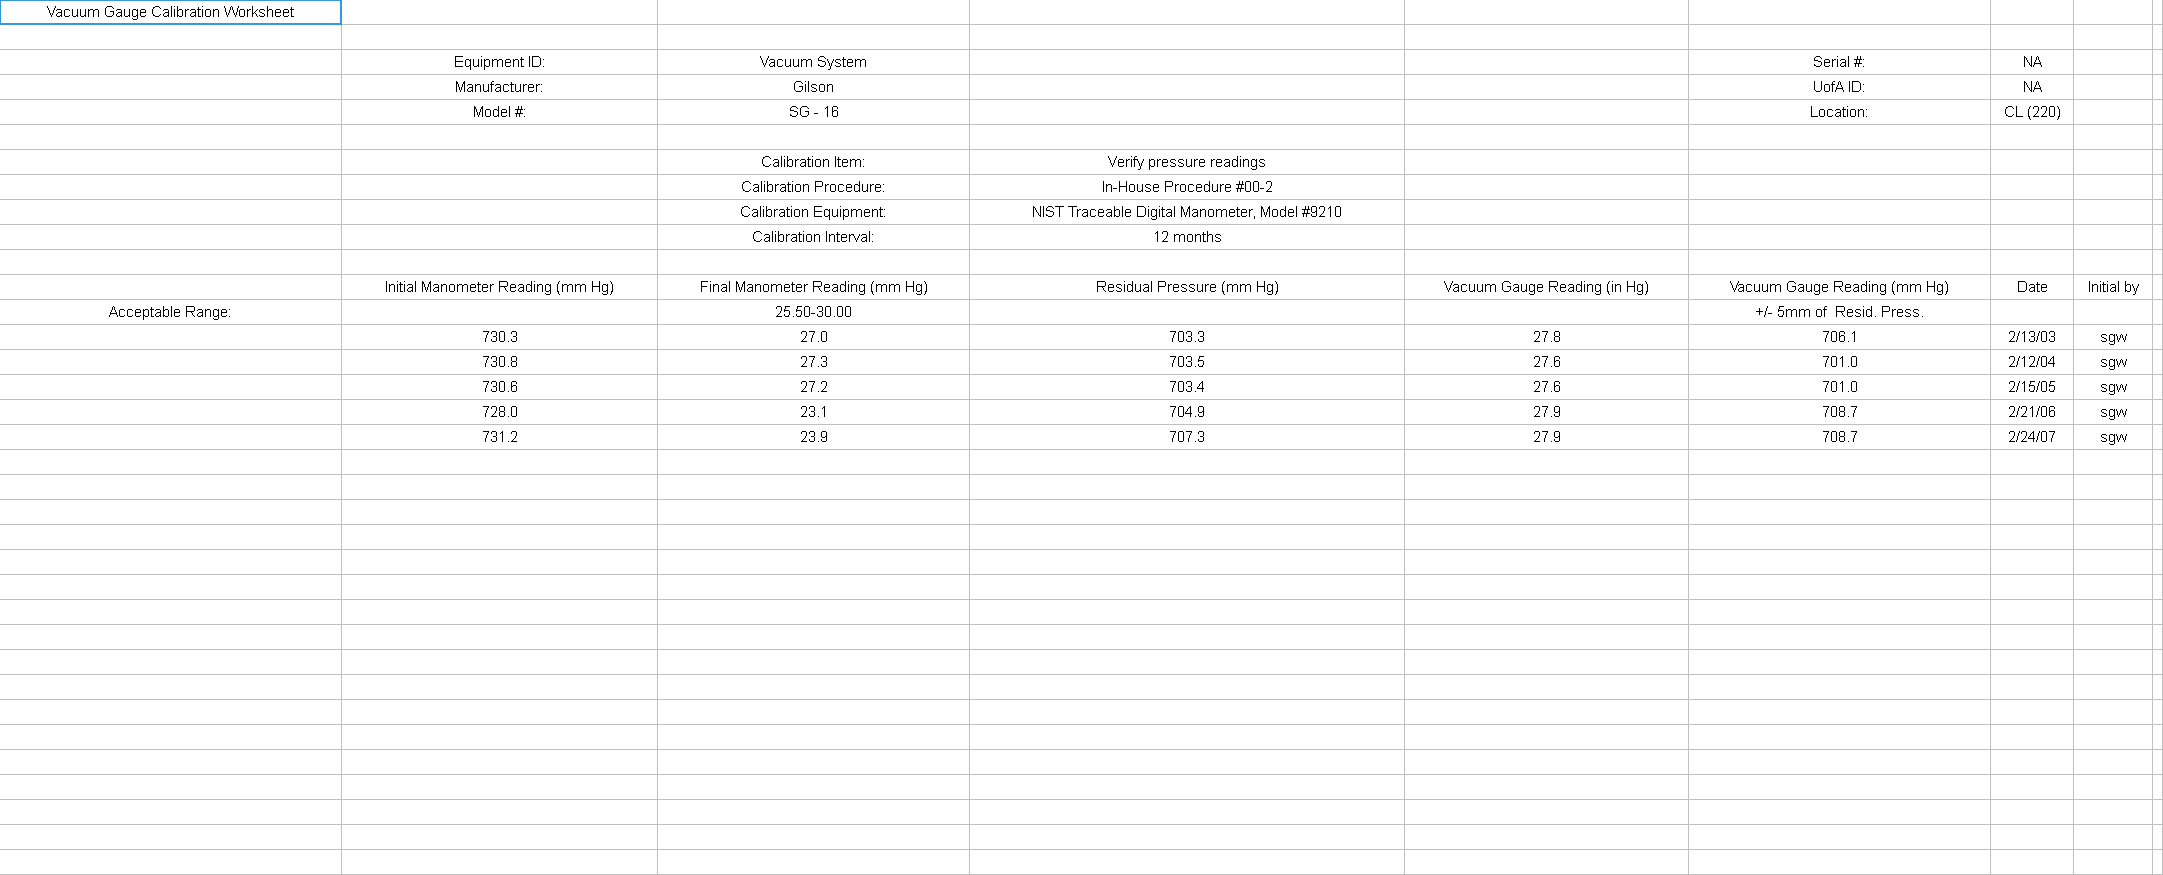 Vacuum Gauge Calibration Worksheet
Equipment ID: Vacuum System Serial #: NA
Manufacturer: Gilson UofA ID: NA
Model #: SG - 16 Location: CL (220)
Calibration Item: Verify pressure readings
Calibration Procedure: In-House Procedure #00-2
Calibration Equipment: NIST Traceable Digital Manometer, Model #9210
Calibration Interval: 12 months
Initial Manometer Reading (mm Hg) Final Manometer Reading (mm Hg) Residual Pressure (mm Hg) Vacuum Gauge Reading (in Hg) Vacuum Gauge Reading (mm Hg) Date Initial by
Acceptable Range: 25.50-30.00 +/- 5mm of Resid. Press.
730.3 27.0 703.3 27.8 706.1 2/13/03 sgw
730.8 27.3 703.5 27.6 701.0 2/12/04 sgw
730.6 27.2 703.4 27.6 701.0 2/15/05 sgw
728.0 23.1 704.9 27.9 708.7 2/21/06 sgw
731.2 23.9 707.3 27.9 708.7 2/24/07 sgw